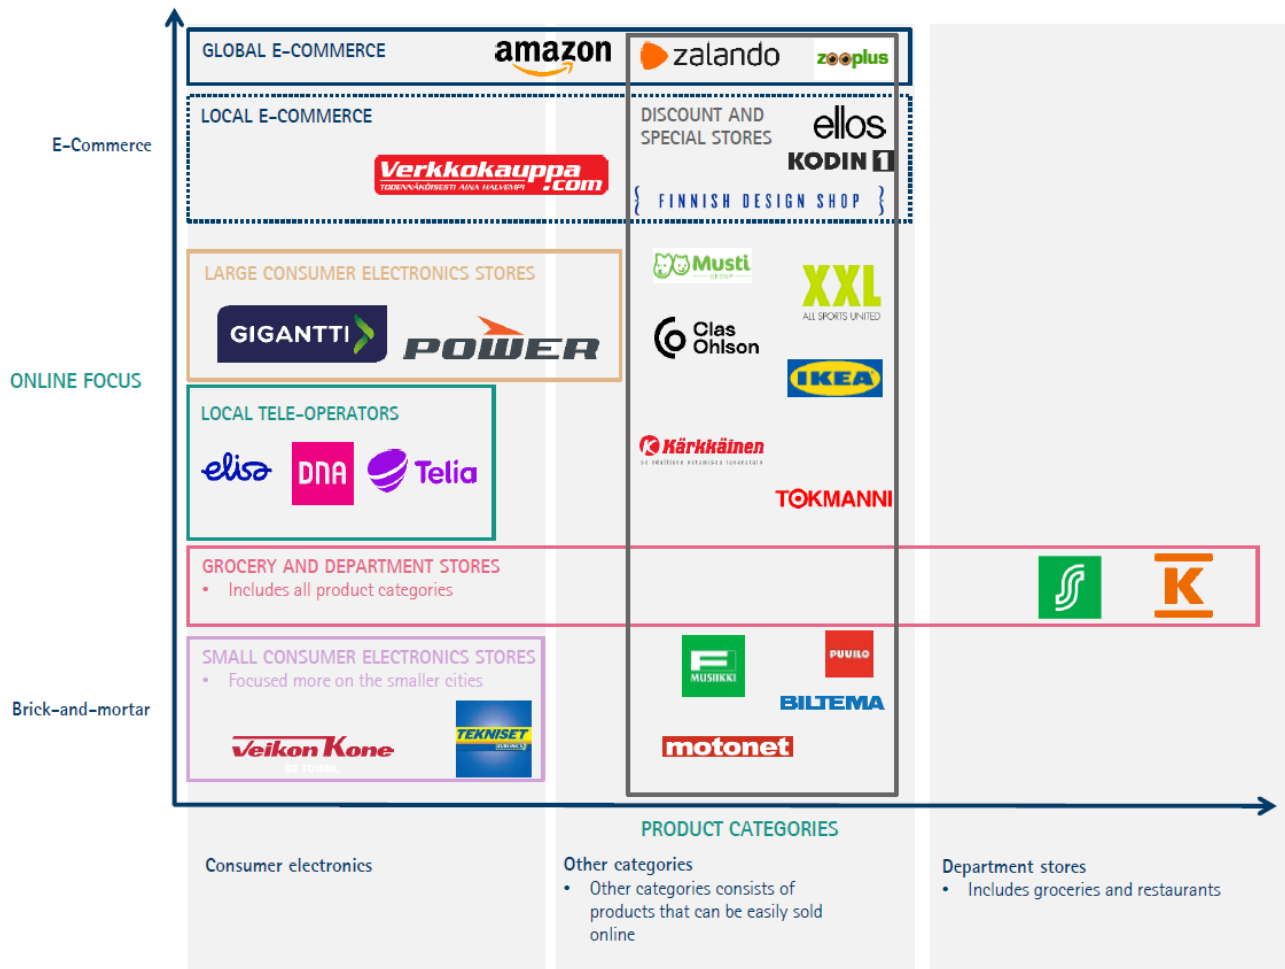 GLOBAL E-COMMERCE
amazon
zalando
zooplus
LOCAL E-COMMERCE
Verkkokauppa
.com
TODENNÄKÖISESTI AINA HALVEMPI
DISCOUNT AND
SPECIAL STORES
ellos
KODIN 1
{ FINNISH DESIGN SHOP }
E-Commerce
LARGE CONSUMER ELECTRONICS STORES
GIGANTTI
POWER
Musti
GROUP
XXL
ALL SPORTS UNITED
Clas
Ohlson
IKEA
ONLINE FOCUS
LOCAL TELE-OPERATORS
elisa
DNA
Telia
Kärkkäinen
TOKMANNI
GROCERY AND DEPARTMENT STORES
• Includes all product categories
S
K
SMALL CONSUMER ELECTRONICS STORES
• Focused more on the smaller cities
Veikon Kone
TEKNISET
F
MUSIIKKI
PUUILO
BILTEMA
motonet
Brick-and-mortar
PRODUCT CATEGORIES
Consumer electronics
Other categories
• Other categories consists of
products that can be easily sold
online
Department stores
• Includes groceries and restaurants